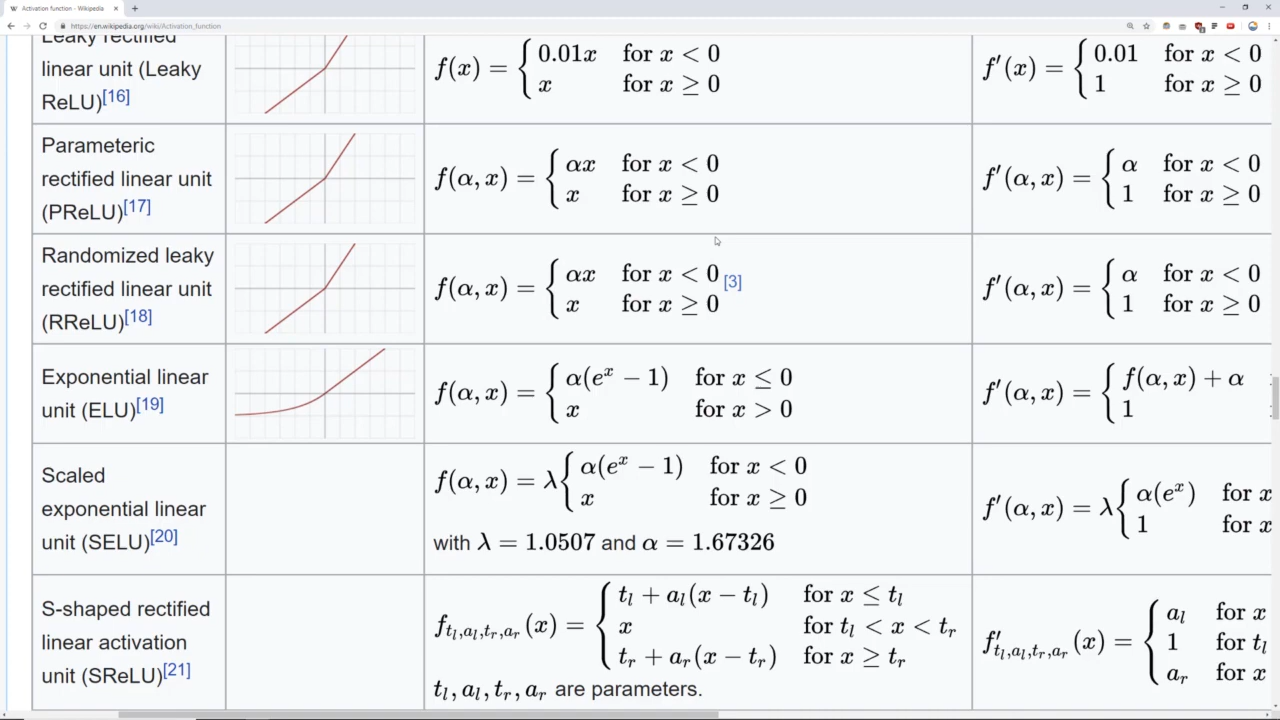 Activation function - Wikipedia
https://en.wikipedia.org/wiki/Activation_function
Leaky rectified
linear unit (Leaky
ReLU)[16]
f(x) = { 0.01x for x < 0
x for x ≥ 0
f′(x) = { 0.01 for x < 0
1 for x ≥ 0
Parameteric
rectified linear unit
(PReLU)[17]
f(α, x) = { αx for x < 0
x for x ≥ 0
f′(α, x) = { α for x < 0
1 for x ≥ 0
Randomized leaky
rectified linear unit
(RReLU)[18]
f(α, x) = { αx for x < 0 [3]
x for x ≥ 0
f′(α, x) = { α for x < 0
1 for x ≥ 0
Exponential linear
unit (ELU)[19]
f(α, x) = { α(eˣ − 1) for x ≤ 0
x for x > 0
f′(α, x) = { f(α, x) + α
1
Scaled
exponential linear
unit (SELU)[20]
f(α, x) = λ{ α(eˣ − 1) for x < 0
x for x ≥ 0
with λ = 1.0507 and α = 1.67326
f′(α, x) = λ{ α(eˣ) for x
1 for x
S-shaped rectified
linear activation
unit (SReLU)[21]
f_{t_l,a_l,t_r,a_r}(x) = { t_l + a_l(x − t_l) for x ≤ t_l
x for t_l < x < t_r
t_r + a_r(x − t_r) for x ≥ t_r
t_l, a_l, t_r, a_r are parameters.
f′_{t_l,a_l,t_r,a_r}(x) = { a_l for x
1 for t_l
a_r for x